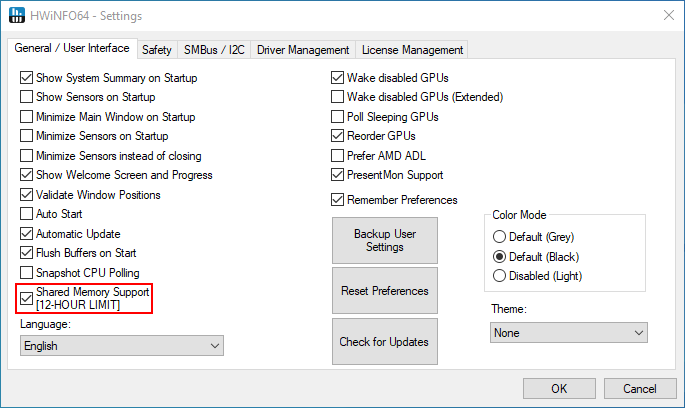 HWiNFO64 - Settings
General / User Interface
Safety
SMBus / I2C
Driver Management
License Management
Show System Summary on Startup
Show Sensors on Startup
Minimize Main Window on Startup
Minimize Sensors on Startup
Minimize Sensors instead of closing
Show Welcome Screen and Progress
Validate Window Positions
Auto Start
Automatic Update
Flush Buffers on Start
Snapshot CPU Polling
Shared Memory Support
[12-HOUR LIMIT]
Language:
English
Wake disabled GPUs
Wake disabled GPUs (Extended)
Poll Sleeping GPUs
Reorder GPUs
Prefer AMD ADL
PresentMon Support
Remember Preferences
Backup User
Settings
Reset Preferences
Check for Updates
Color Mode
Default (Grey)
Default (Black)
Disabled (Light)
Theme:
None
OK
Cancel